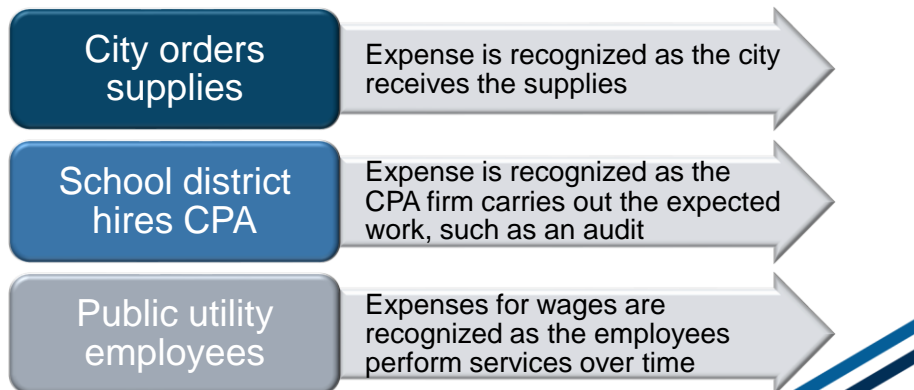 City orders
supplies
Expense is recognized as the city
receives the supplies
School district
hires CPA
Expense is recognized as the
CPA firm carries out the expected
work, such as an audit
Public utility
employees
Expenses for wages are
recognized as the employees
perform services over time